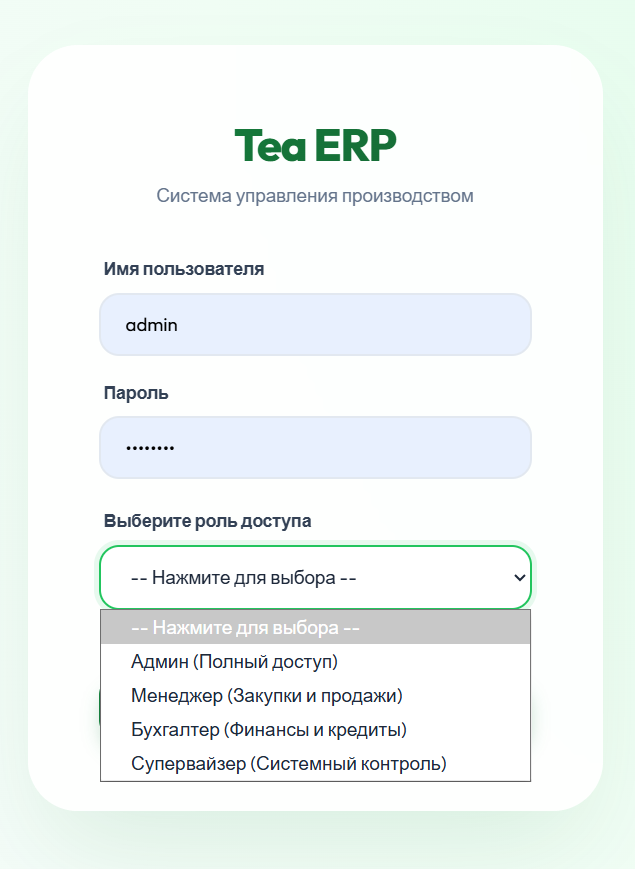 Tea ERP
Система управления производством
Имя пользователя
admin
Пароль
••••••••
Выберите роль доступа
-- Нажмите для выбора --
-- Нажмите для выбора --
Админ (Полный доступ)
Менеджер (Закупки и продажи)
Бухгалтер (Финансы и кредиты)
Супервайзер (Системный контроль)